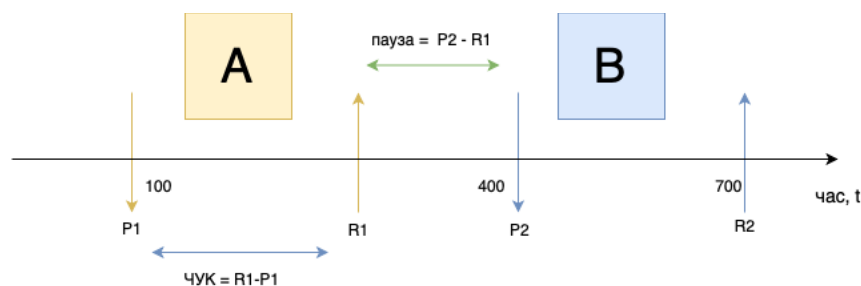 A
пауза = P2 - R1
B
100
400
700
час, t
P1
R1
P2
R2
ЧУК = R1-P1